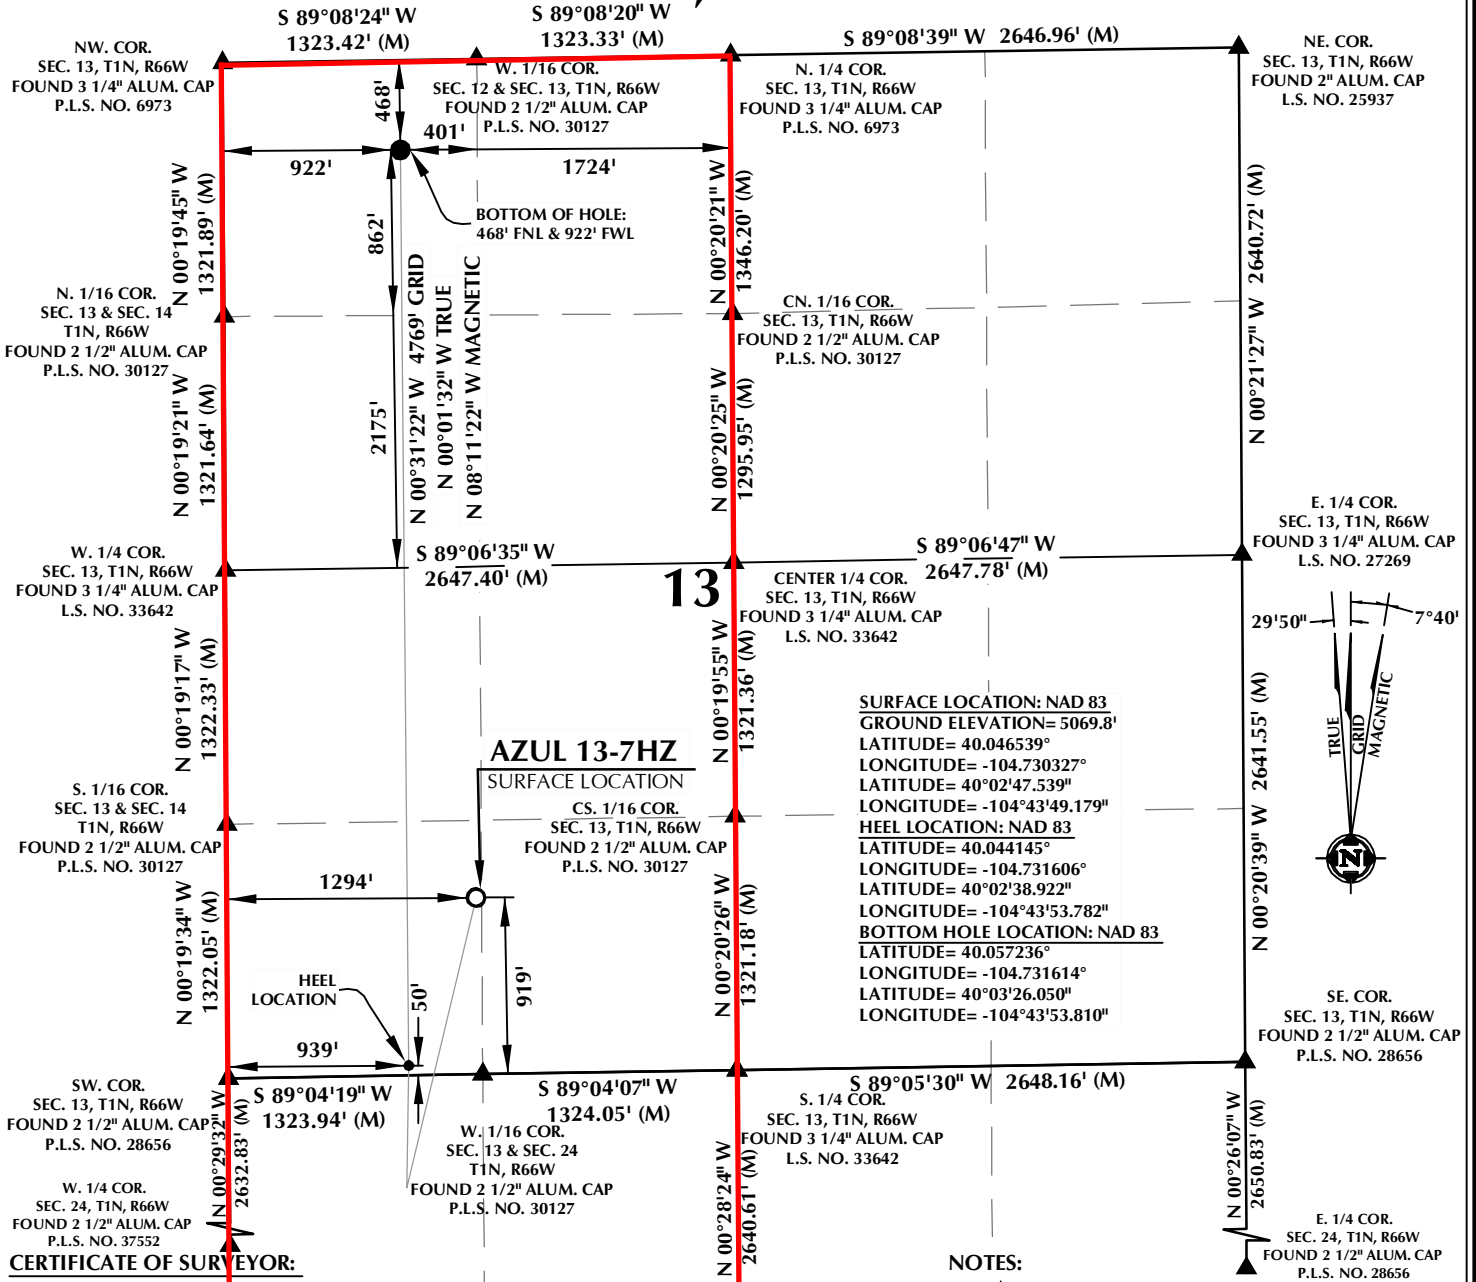 S 89°08'24" W
1323.42' (M)
S 89°08'20" W
1323.33' (M)
S 89°08'39" W 2646.96' (M)
NW. COR.
SEC. 13, T1N, R66W
FOUND 3 1/4" ALUM. CAP
P.L.S. NO. 6973
W. 1/16 COR.
SEC. 12 & SEC. 13, T1N, R66W
FOUND 2 1/2" ALUM. CAP
P.L.S. NO. 30127
N. 1/4 COR.
SEC. 13, T1N, R66W
FOUND 3 1/4" ALUM. CAP
P.L.S. NO. 6973
NE. COR.
SEC. 13, T1N, R66W
FOUND 2" ALUM. CAP
L.S. NO. 25937
468'
401'
922'
1724'
BOTTOM OF HOLE:
468' FNL & 922' FWL
862'
N 00°19'45" W
1321.89' (M)
N 00°20'21" W
1346.20' (M)
N 00°21'27" W 2640.72' (M)
N 00°31'22" W 4769' GRID
N 00°01'32" W TRUE
N 08°11'22" W MAGNETIC
N. 1/16 COR.
SEC. 13 & SEC. 14
T1N, R66W
FOUND 2 1/2" ALUM. CAP
P.L.S. NO. 30127
CN. 1/16 COR.
SEC. 13, T1N, R66W
FOUND 2 1/2" ALUM. CAP
P.L.S. NO. 30127
2175'
N 00°19'21" W
1321.64' (M)
N 00°20'25" W
1295.95' (M)
W. 1/4 COR.
SEC. 13, T1N, R66W
FOUND 3 1/4" ALUM. CAP
L.S. NO. 33642
S 89°06'35" W
2647.40' (M)
13
S 89°06'47" W
2647.78' (M)
CENTER 1/4 COR.
SEC. 13, T1N, R66W
FOUND 3 1/4" ALUM. CAP
L.S. NO. 33642
E. 1/4 COR.
SEC. 13, T1N, R66W
FOUND 3 1/4" ALUM. CAP
L.S. NO. 27269
29'50"
7°40'
TRUE
GRID
MAGNETIC
N
N 00°19'17" W
1322.33' (M)
N 00°19'55" W
1321.36' (M)
N 00°20'39" W 2641.55' (M)
AZUL 13-7HZ
SURFACE LOCATION
SURFACE LOCATION: NAD 83
GROUND ELEVATION= 5069.8'
LATITUDE= 40.046539°
LONGITUDE= -104.730327°
LATITUDE= 40°02'47.539"
LONGITUDE= -104°43'49.179"
HEEL LOCATION: NAD 83
LATITUDE= 40.044145°
LONGITUDE= -104.731606°
LATITUDE= 40°02'38.922"
LONGITUDE= -104°43'53.782"
BOTTOM HOLE LOCATION: NAD 83
LATITUDE= 40.057236°
LONGITUDE= -104.731614°
LATITUDE= 40°03'26.050"
LONGITUDE= -104°43'53.810"
S. 1/16 COR.
SEC. 13 & SEC. 14
T1N, R66W
FOUND 2 1/2" ALUM. CAP
P.L.S. NO. 30127
CS. 1/16 COR.
SEC. 13, T1N, R66W
FOUND 2 1/2" ALUM. CAP
P.L.S. NO. 30127
1294'
919'
N 00°19'34" W
1322.05' (M)
N 00°20'26" W
1321.18' (M)
HEEL
LOCATION
50'
939'
SE. COR.
SEC. 13, T1N, R66W
FOUND 2 1/2" ALUM. CAP
P.L.S. NO. 28656
SW. COR.
SEC. 13, T1N, R66W
FOUND 2 1/2" ALUM. CAP
P.L.S. NO. 28656
S 89°04'19" W
1323.94' (M)
S 89°04'07" W
1324.05' (M)
S 89°05'30" W 2648.16' (M)
W. 1/16 COR.
SEC. 13 & SEC. 24
T1N, R66W
FOUND 2 1/2" ALUM. CAP
P.L.S. NO. 30127
S. 1/4 COR.
SEC. 13, T1N, R66W
FOUND 3 1/4" ALUM. CAP
L.S. NO. 33642
N 00°29'32" W
2632.83' (M)
N 00°28'24" W
2640.61' (M)
N 00°26'07" W
2650.83' (M)
W. 1/4 COR.
SEC. 24, T1N, R66W
FOUND 2 1/2" ALUM. CAP
P.L.S. NO. 37552
E. 1/4 COR.
SEC. 24, T1N, R66W
FOUND 2 1/2" ALUM. CAP
P.L.S. NO. 28656
CERTIFICATE OF SURVEYOR:
NOTES: